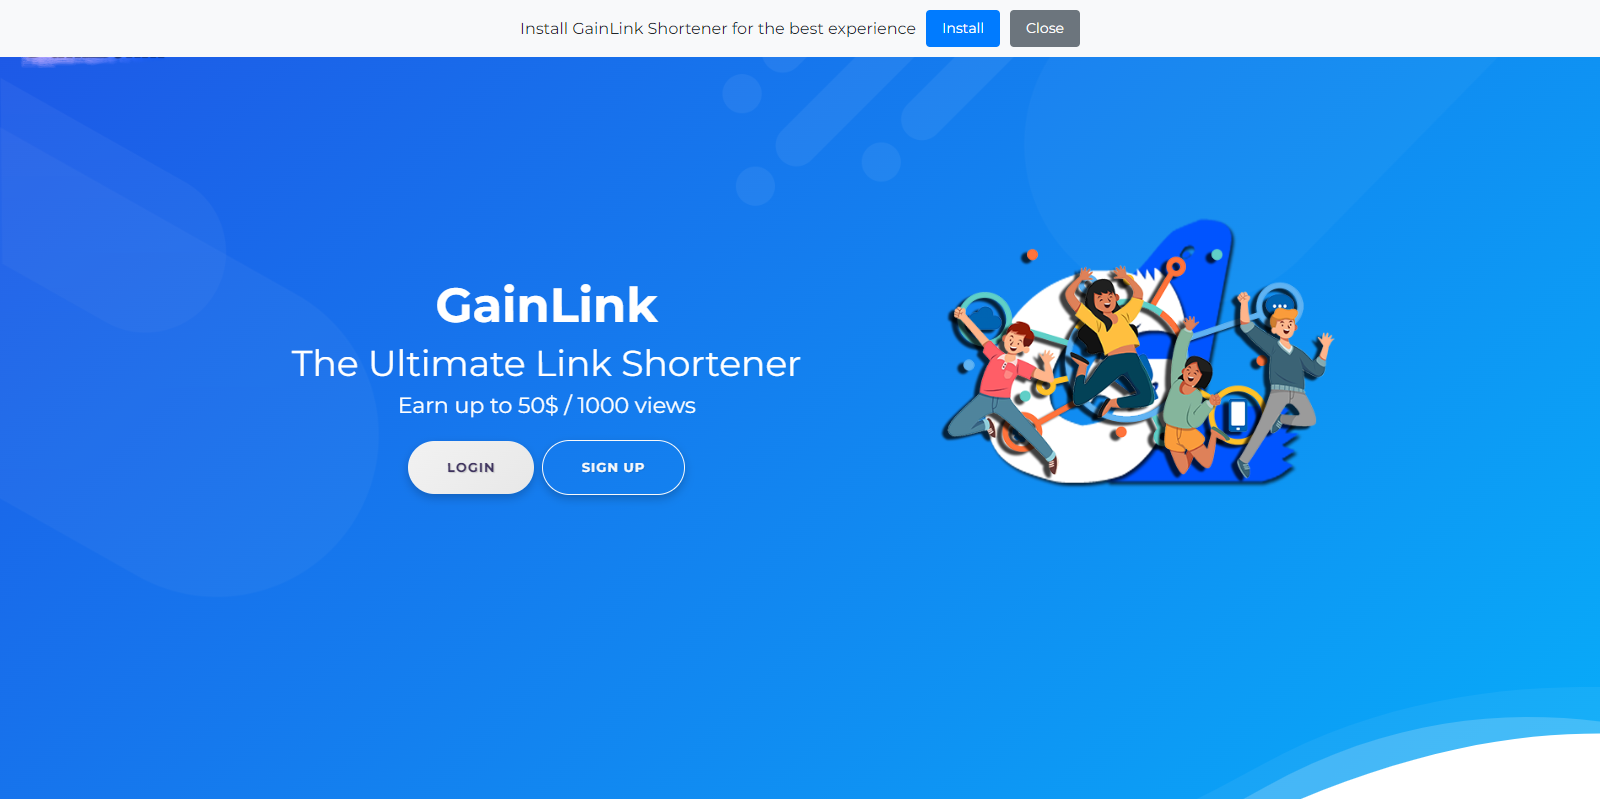 Install GainLink Shortener for the best experience Install Close
GainLink
The Ultimate Link Shortener
Earn up to 50$ / 1000 views
LOGIN SIGN UP